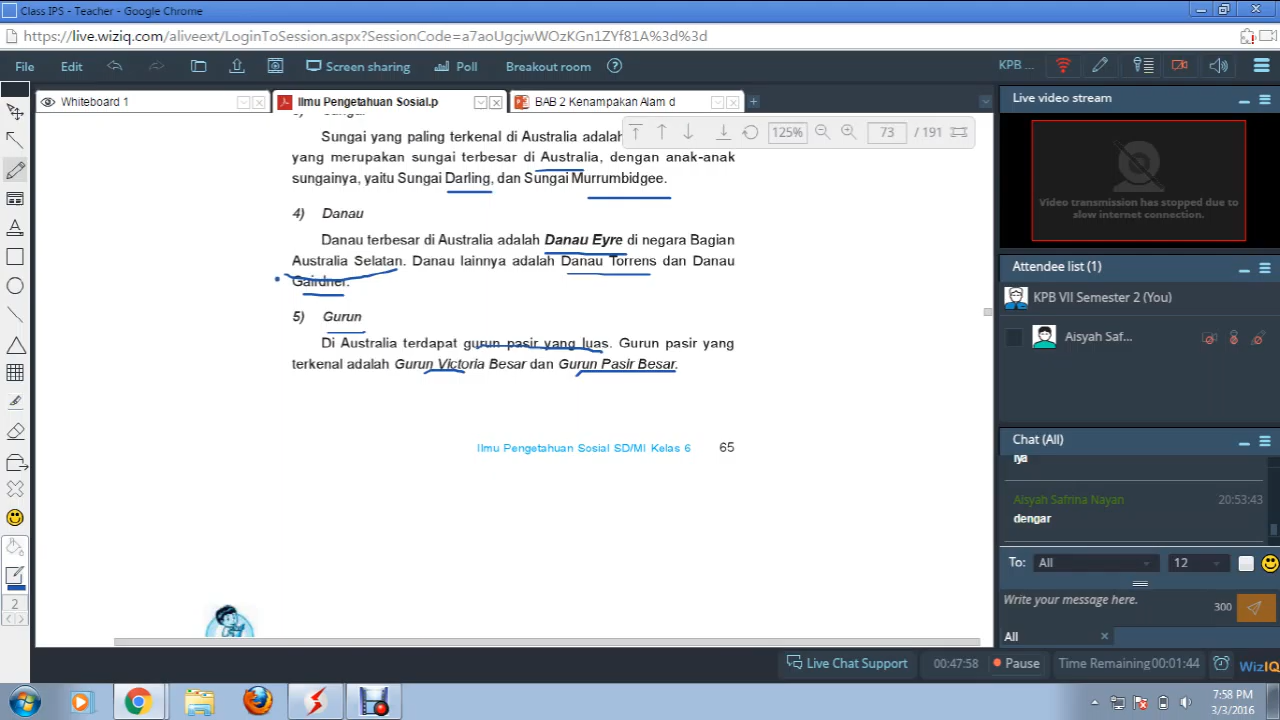 Class IPS - Teacher - Google Chrome
https://live.wiziq.com/aliveext/LoginToSession.aspx?SessionCode=a7aoUgcjwWOzKGn1ZYf81A%3d%3d
File Edit Screen sharing Poll Breakout room KPB ...
Whiteboard 1 Ilmu Pengetahuan Sosial.p BAB 2 Kenampakan Alam d
125% 73 / 191
Sungai yang paling terkenal di Australia adalah
yang merupakan sungai terbesar di Australia, dengan anak-anak
sungainya, yaitu Sungai Darling, dan Sungai Murrumbidgee.
4) Danau
Danau terbesar di Australia adalah Danau Eyre di negara Bagian
Australia Selatan. Danau lainnya adalah Danau Torrens dan Danau
Gairdner.
5) Gurun
Di Australia terdapat gurun pasir yang luas. Gurun pasir yang
terkenal adalah Gurun Victoria Besar dan Gurun Pasir Besar.
Ilmu Pengetahuan Sosial SD/MI Kelas 6 65
2
Live video stream
Video transmission has stopped due to
slow internet connection.
Attendee list (1)
KPB VII Semester 2 (You)
Aisyah Saf...
Chat (All)
iya
Aisyah Safrina Nayan 20:53:43
dengar
To: All 12
Write your message here. 300
All
Live Chat Support 00:47:58 Pause Time Remaining 00:01:44 WizIQ
7:58 PM
3/3/2016